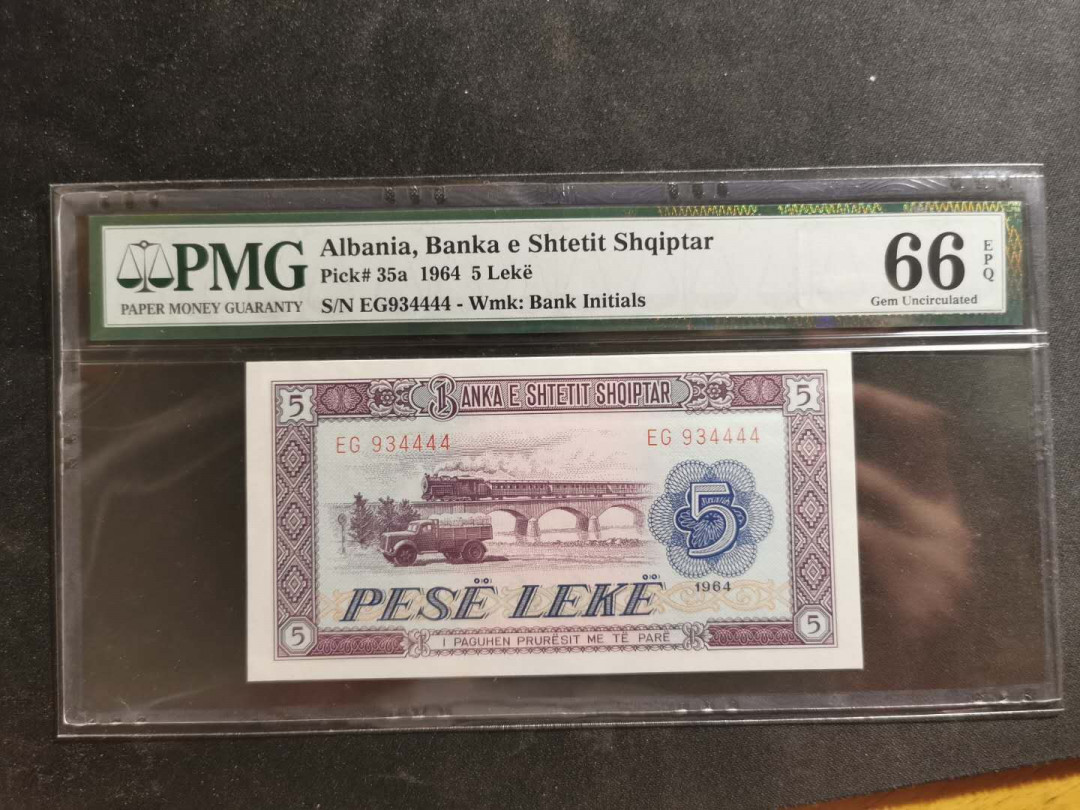 PMG
PAPER MONEY GUARANTY
Albania, Banka e Shtetit Shqiptar
Pick# 35a 1964 5 Lekë
S/N EG934444 - Wmk: Bank Initials
66 EPQ
Gem Uncirculated
5 BANKA E SHTETIT SHQIPTAR 5
EG 934444 EG 934444
5
1964
PESË LEKË
5 I PAGUHEN PRURËSIT ME TË PARË 5